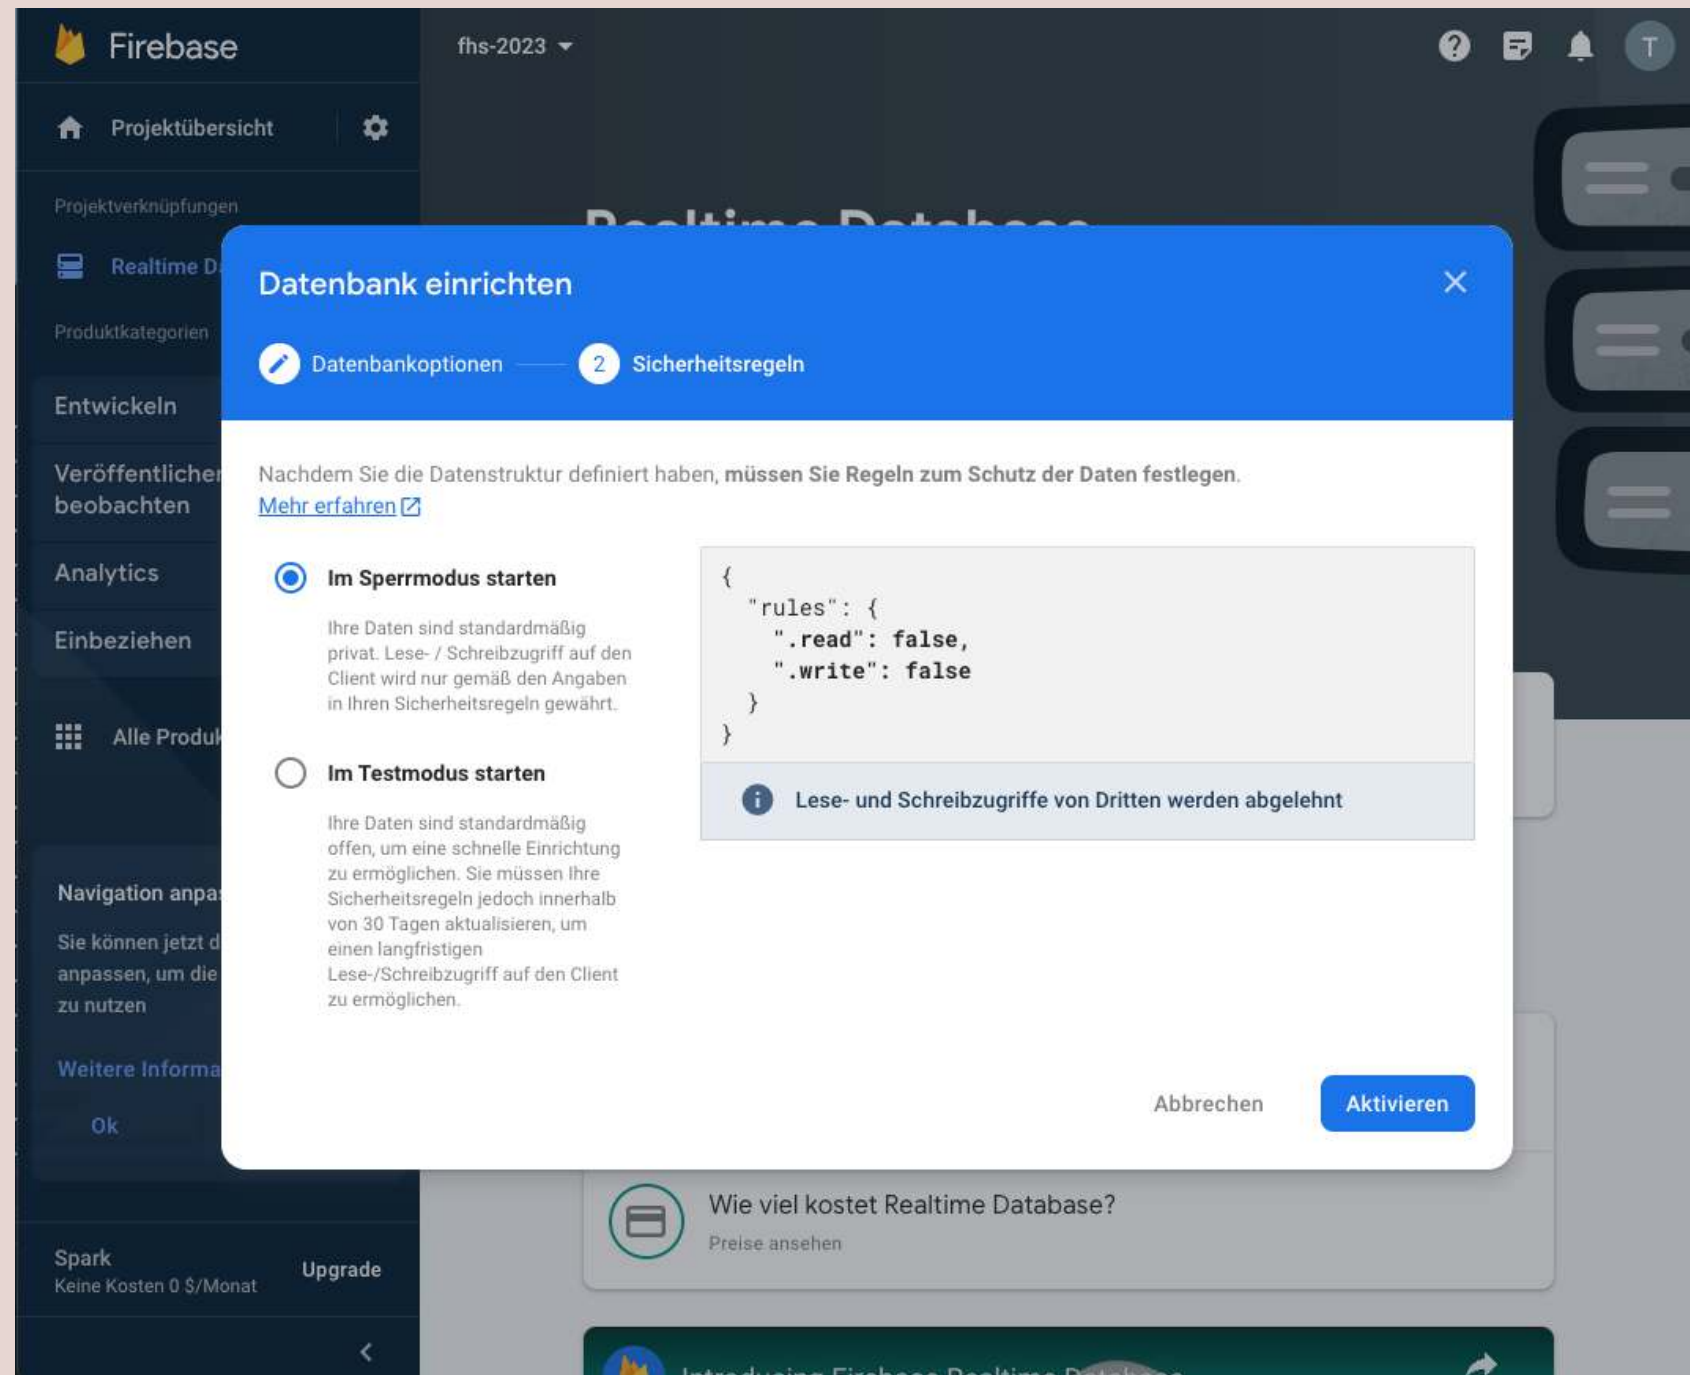 Firebase
fhs-2023
T
Projektübersicht
Projektverknüpfungen
Realtime
Produktkategorien
Entwickeln
beobachten
Analytics
Einbeziehen
Alle
Navigation
Sie können jetzt
anpassen, um die
zu nutzen
Weitere
Ok
Spark
Keine Kosten 0 $/Monat
Upgrade
Realtime Database
Datenbank einrichten
Datenbankoptionen
2 Sicherheitsregeln
Nachdem Sie die Datenstruktur definiert haben, müssen Sie Regeln zum Schutz der Daten festlegen.
Mehr erfahren
Im Sperrmodus starten
Ihre Daten sind standardmäßig
privat. Lese- / Schreibzugriff auf den
Client wird nur gemäß den Angaben
in Ihren Sicherheitsregeln gewährt.
Im Testmodus starten
Ihre Daten sind standardmäßig
offen, um eine schnelle Einrichtung
zu ermöglichen. Sie müssen Ihre
Sicherheitsregeln jedoch innerhalb
von 30 Tagen aktualisieren, um
einen langfristigen
Lese-/Schreibzugriff auf den Client
zu ermöglichen.
{
"rules": {
".read": false,
".write": false
}
}
Lese- und Schreibzugriffe von Dritten werden abgelehnt
Abbrechen
Aktivieren
Wie viel kostet Realtime Database?
Preise ansehen
Introducing Firebase Realtime Database